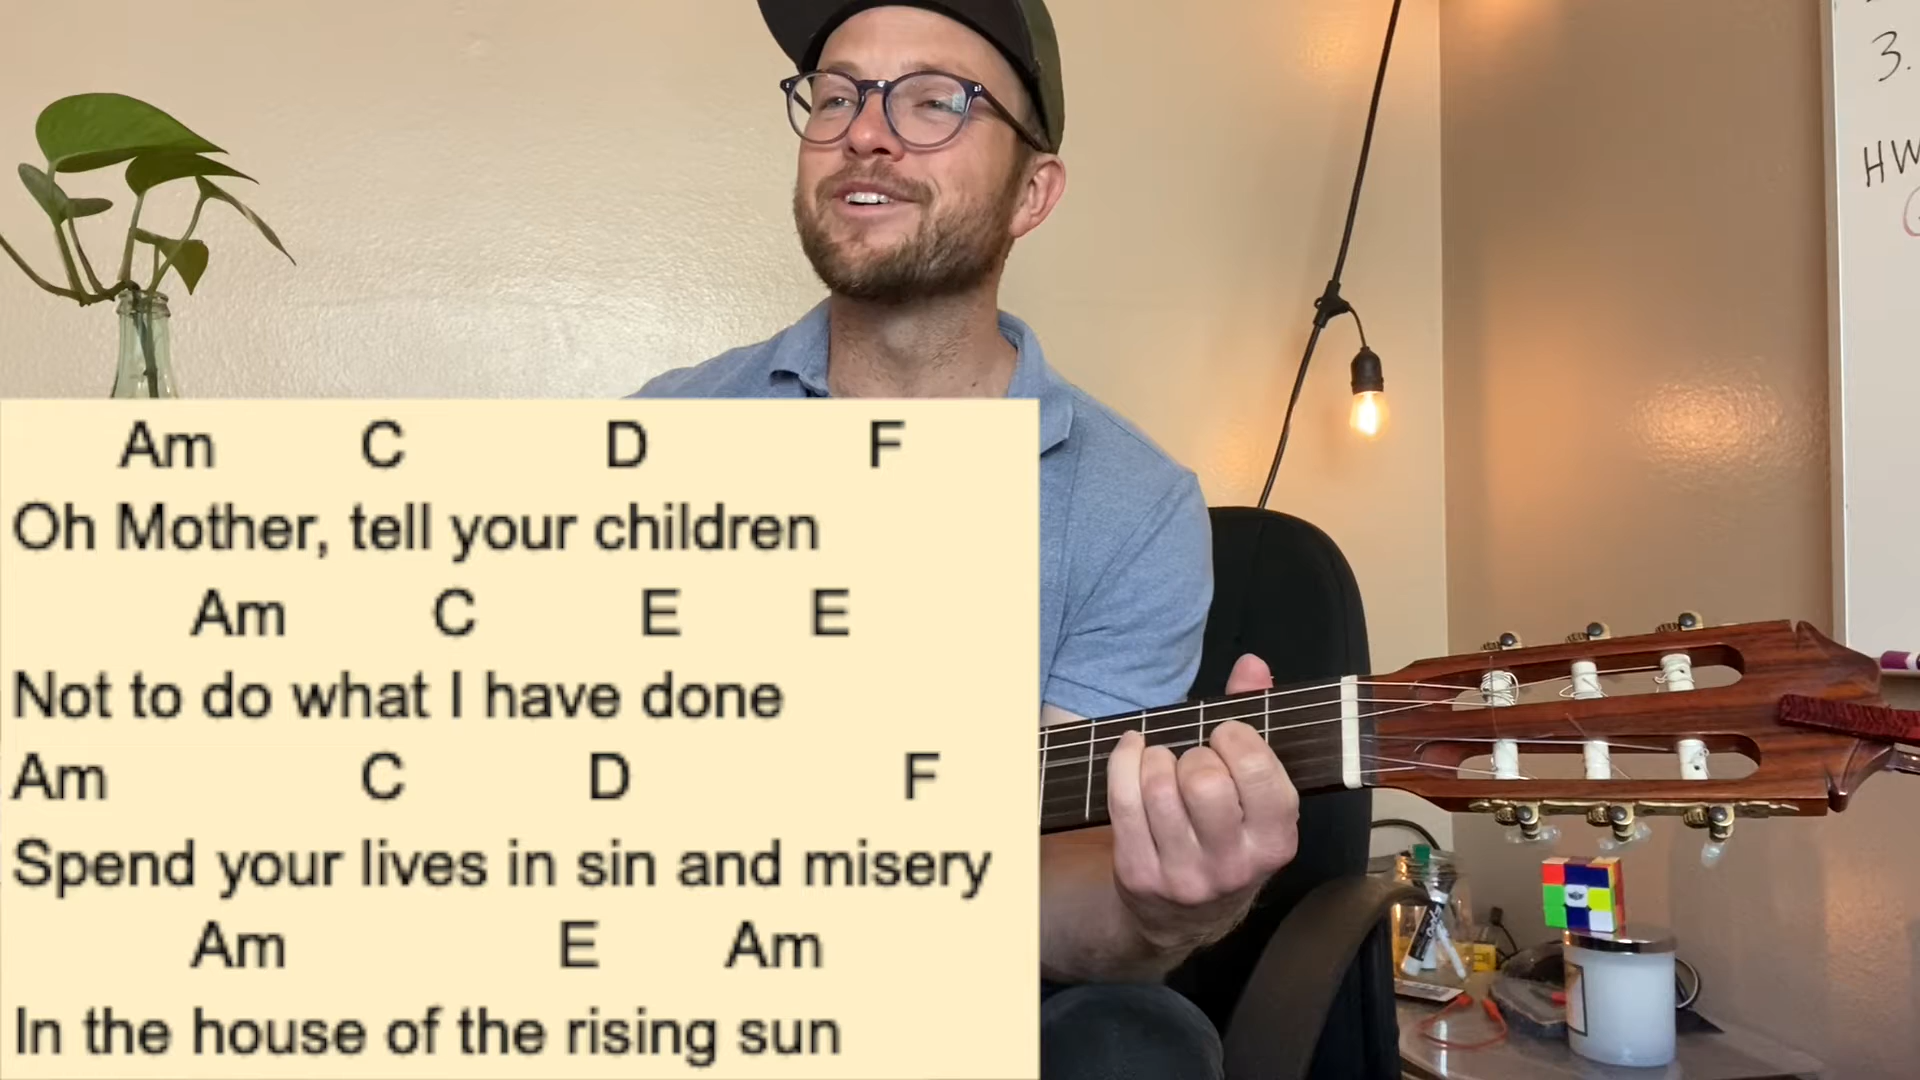 Am C D F
Oh Mother, tell your children
Am C E E
Not to do what I have done
Am C D F
Spend your lives in sin and misery
Am E Am
In the house of the rising sun
3.
HW